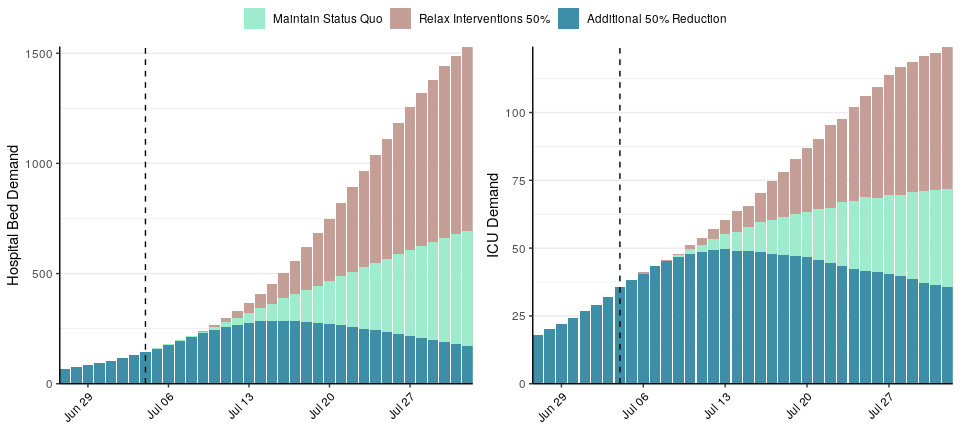 Maintain Status Quo Relax Interventions 50% Additional 50% Reduction
Hospital Bed Demand
1500
1000
500
0
Jun 29 Jul 06 Jul 13 Jul 20 Jul 27
ICU Demand
100
75
50
25
0
Jun 29 Jul 06 Jul 13 Jul 20 Jul 27